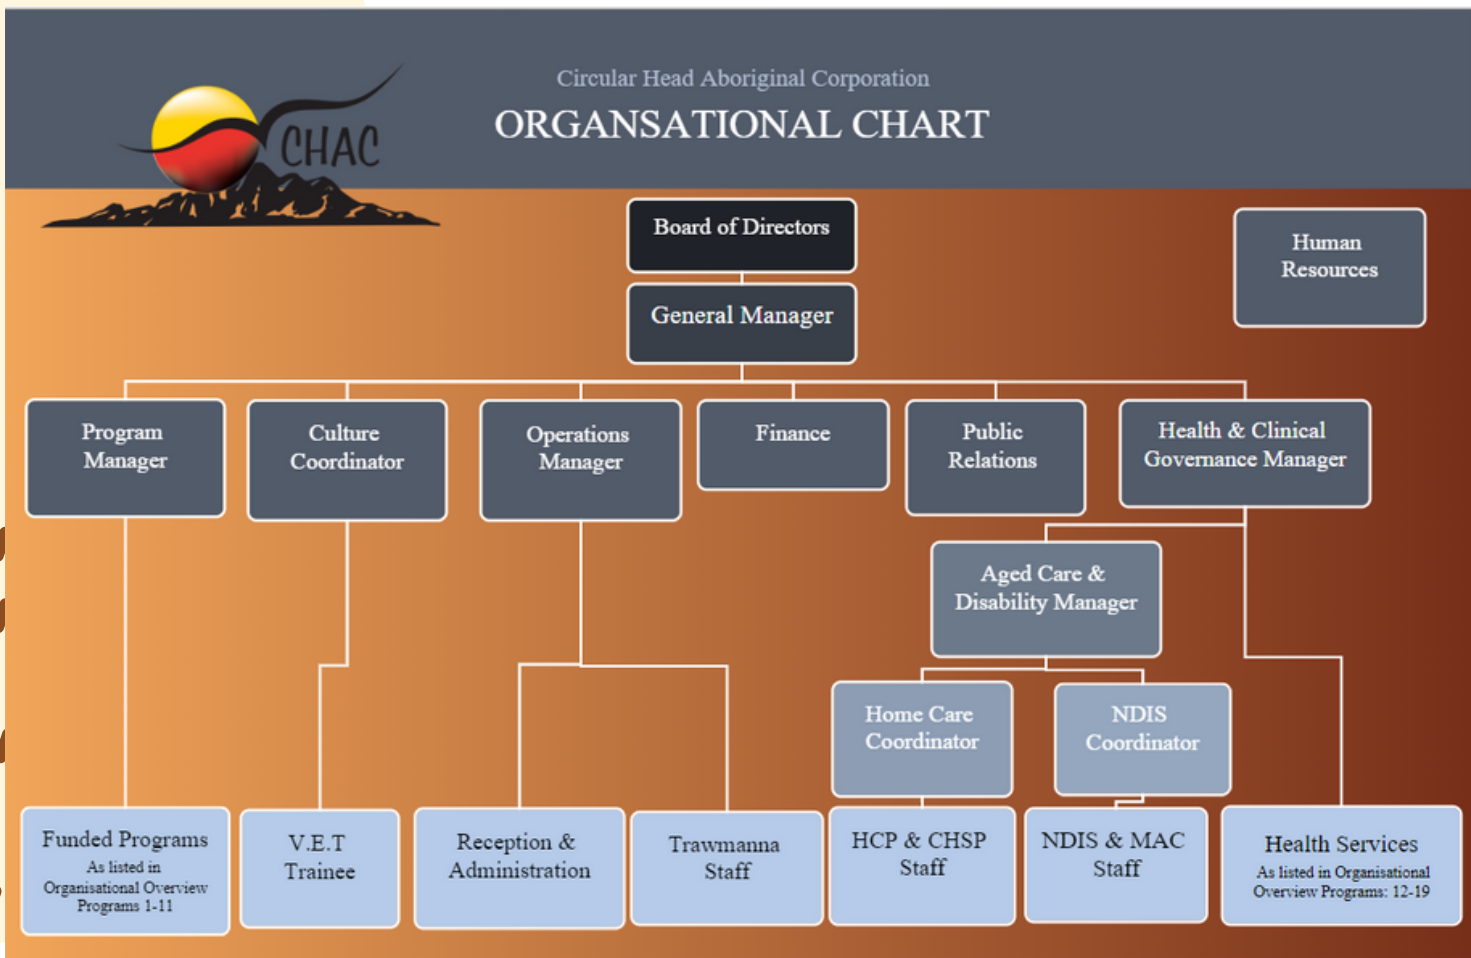 Circular Head Aboriginal Corporation
ORGANSATIONAL CHART
CHAC
Board of Directors
Human
Resources
General Manager
Program
Manager
Culture
Coordinator
Operations
Manager
Finance
Public
Relations
Health & Clinical
Governance Manager
Aged Care &
Disability Manager
Home Care
Coordinator
NDIS
Coordinator
Funded Programs
As listed in
Organisational Overview
Programs 1-11
V.E.T
Trainee
Reception &
Administration
Trawmanna
Staff
HCP & CHSP
Staff
NDIS & MAC
Staff
Health Services
As listed in Organisational
Overview Programs: 12-19